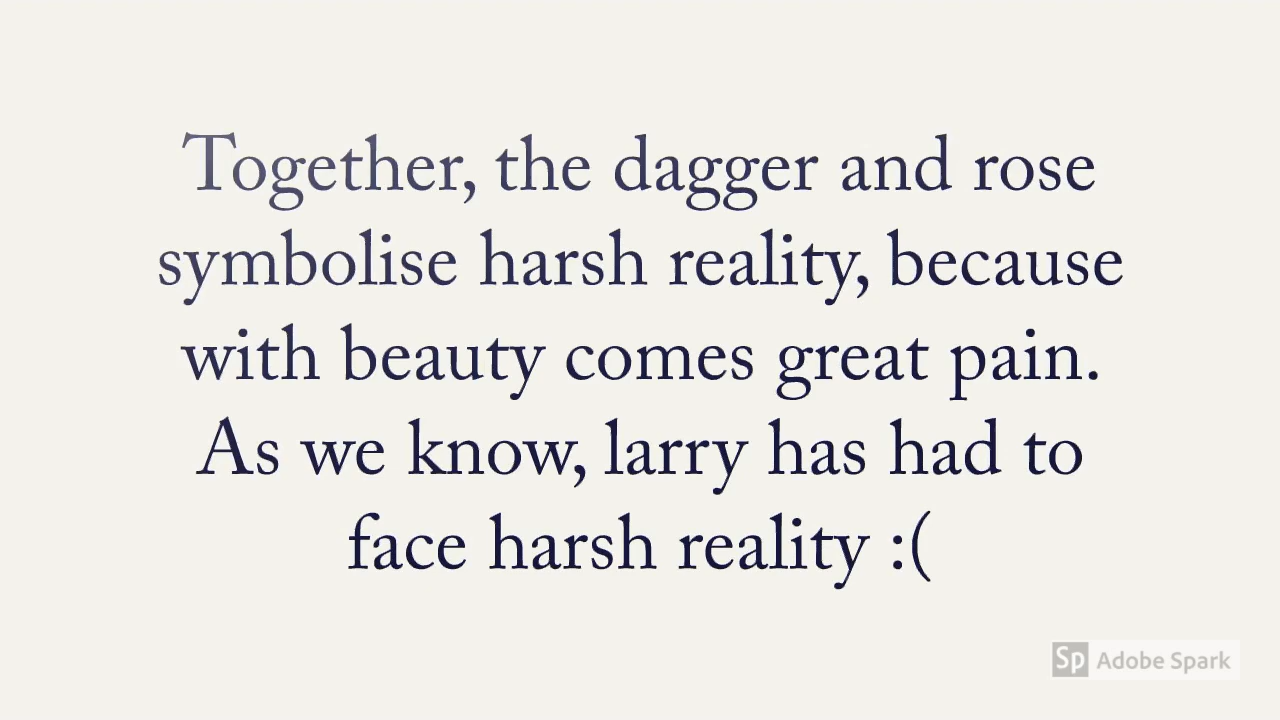 Together, the dagger and rose
symbolise harsh reality, because
with beauty comes great pain.
As we know, larry has had to
face harsh reality :(
Sp Adobe Spark